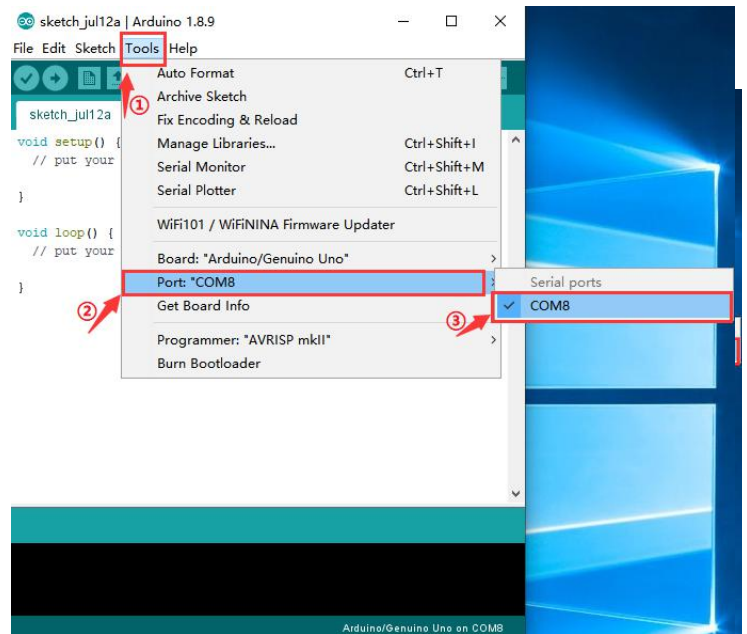 sketch_jul12a | Arduino 1.8.9
File Edit Sketch Tools Help
①
sketch_jul12a
void setup() {
// put your
}
void loop() {
// put your
}
Auto Format Ctrl+T
Archive Sketch
Fix Encoding & Reload
Manage Libraries... Ctrl+Shift+I
Serial Monitor Ctrl+Shift+M
Serial Plotter Ctrl+Shift+L
WiFi101 / WiFiNINA Firmware Updater
Board: "Arduino/Genuino Uno"
Port: "COM8
②
Get Board Info
Programmer: "AVRISP mkII"
Burn Bootloader
Serial ports
COM8
③
Arduino/Genuino Uno on COM8